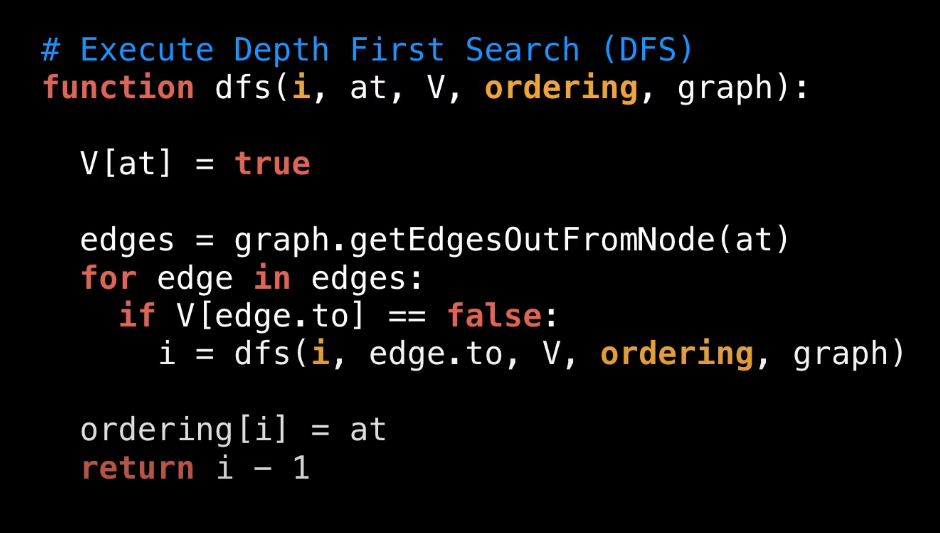 # Execute Depth First Search (DFS)
function dfs(i, at, V, ordering, graph):
V[at] = true
edges = graph.getEdgesOutFromNode(at)
for edge in edges:
if V[edge.to] == false:
i = dfs(i, edge.to, V, ordering, graph)
ordering[i] = at
return i - 1